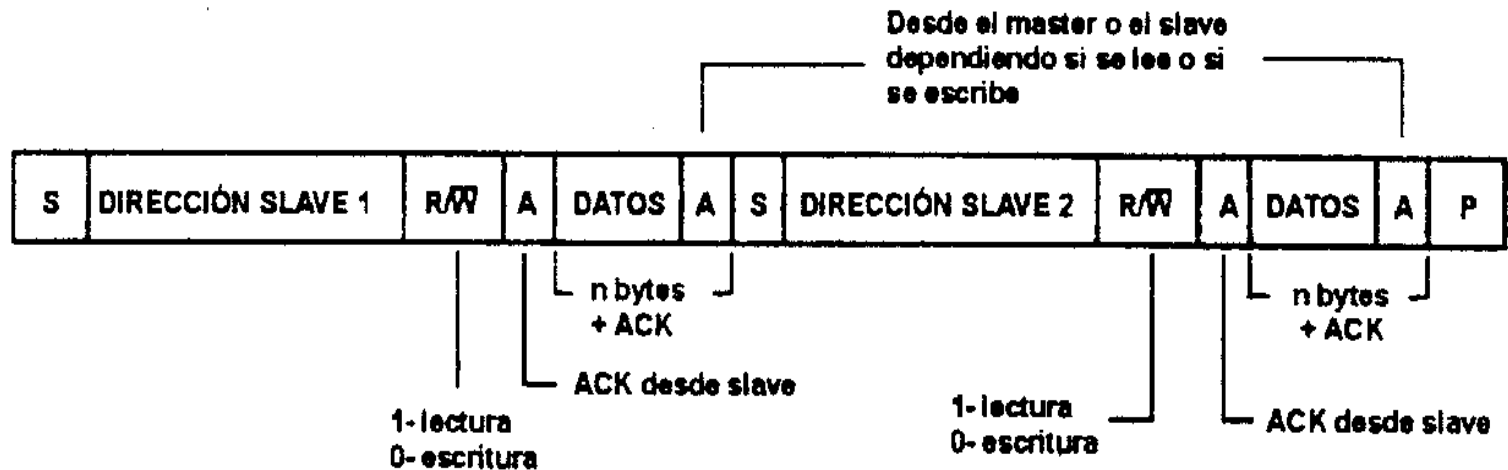 Desde el master o el slave
dependiendo si se lee o si
se escribe
S DIRECCIÓN SLAVE 1 R/W̅ A DATOS A S DIRECCIÓN SLAVE 2 R/W̅ A DATOS A P
n bytes
+ ACK
n bytes
+ ACK
ACK desde slave
1- lectura
0- escritura
1- lectura
0- escritura
ACK desde slave